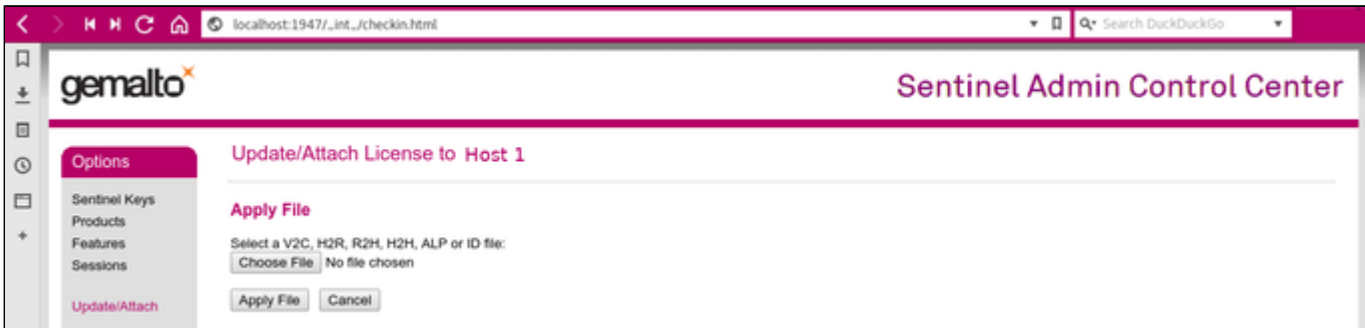 localhost:1947/_int_/checkin.html
Search DuckDuckGo
gemalto
Sentinel Admin Control Center
Options
Update/Attach License to Host 1
Sentinel Keys
Products
Features
Sessions
Update/Attach
Apply File
Select a V2C, H2R, R2H, H2H, ALP or ID file:
Choose File No file chosen
Apply File Cancel